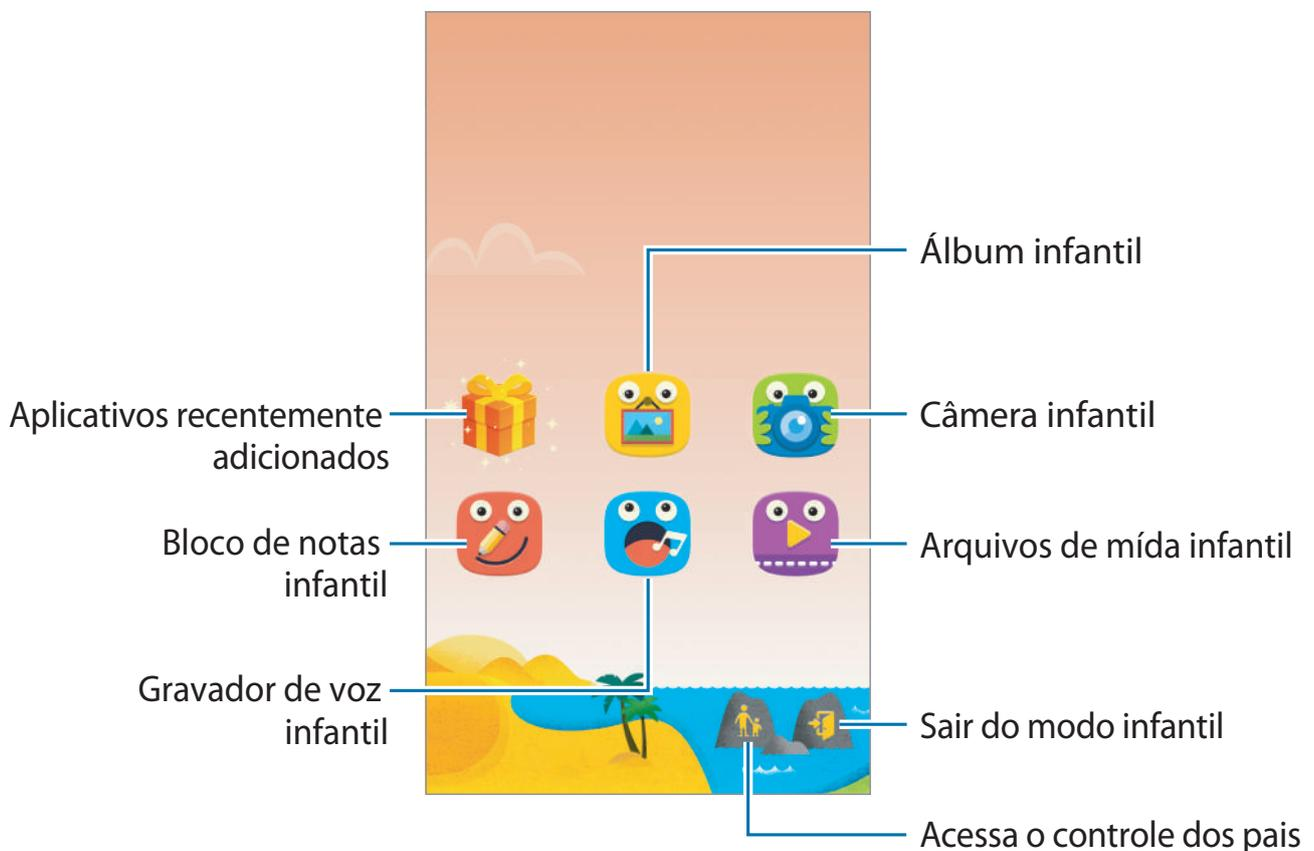 Álbum infantil
Aplicativos recentemente
adicionados
Câmera infantil
Bloco de notas
infantil
Arquivos de mída infantil
Gravador de voz
infantil
Sair do modo infantil
Acessa o controle dos pais